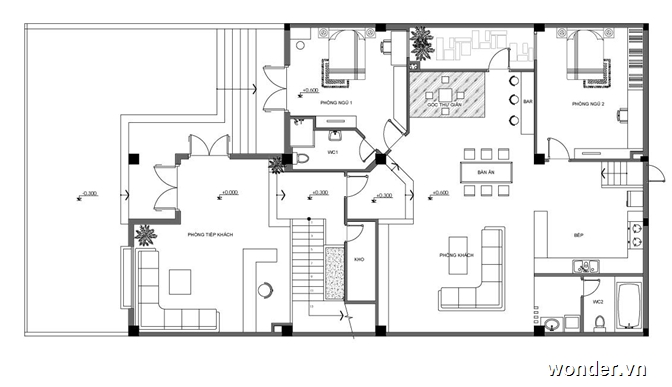 +0.600
PHÒNG NGỦ 1
GÓC THƯ GIÃN
BAR
PHÒNG NGỦ 2
WC1
BÀN ĂN
-0.300
±0.000
+0.300
+0.300
+0.600
PHÒNG TIẾP KHÁCH
BẾP
PHÒNG KHÁCH
KHO
WC2
wonder.vn